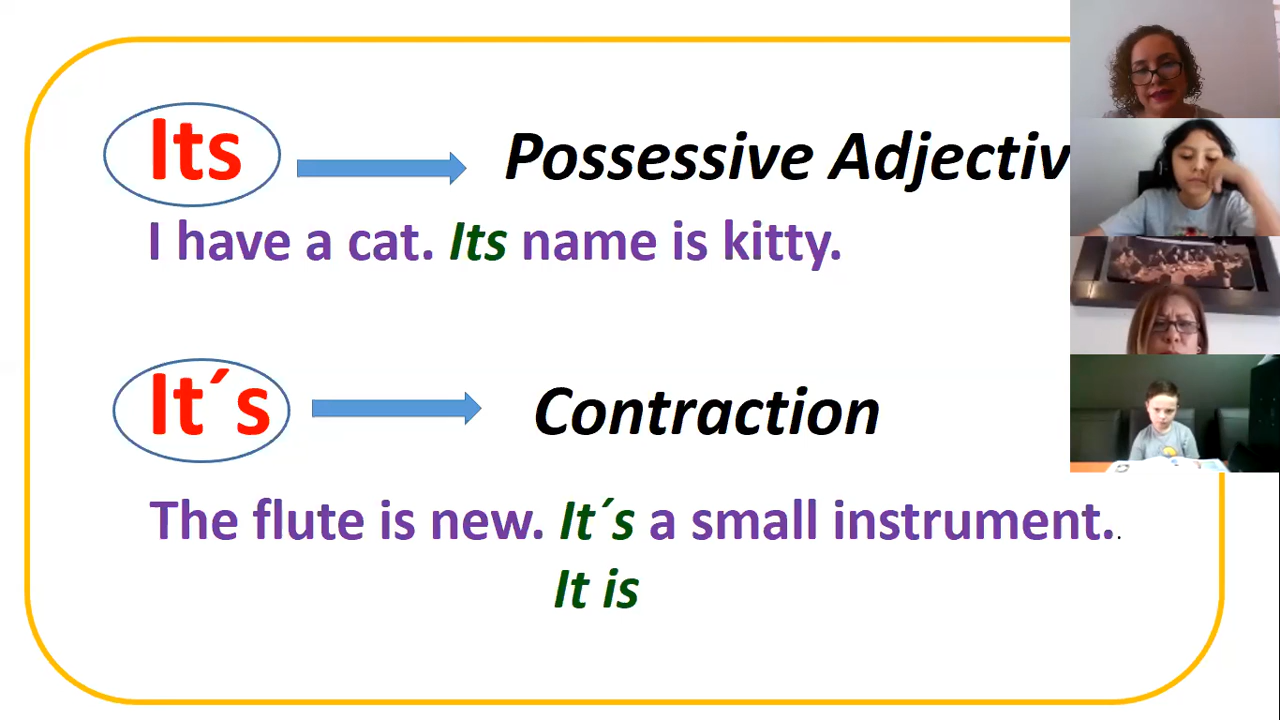 Its Possessive Adjectiv
I have a cat. Its name is kitty.
It´s Contraction
The flute is new. It´s a small instrument..
It is